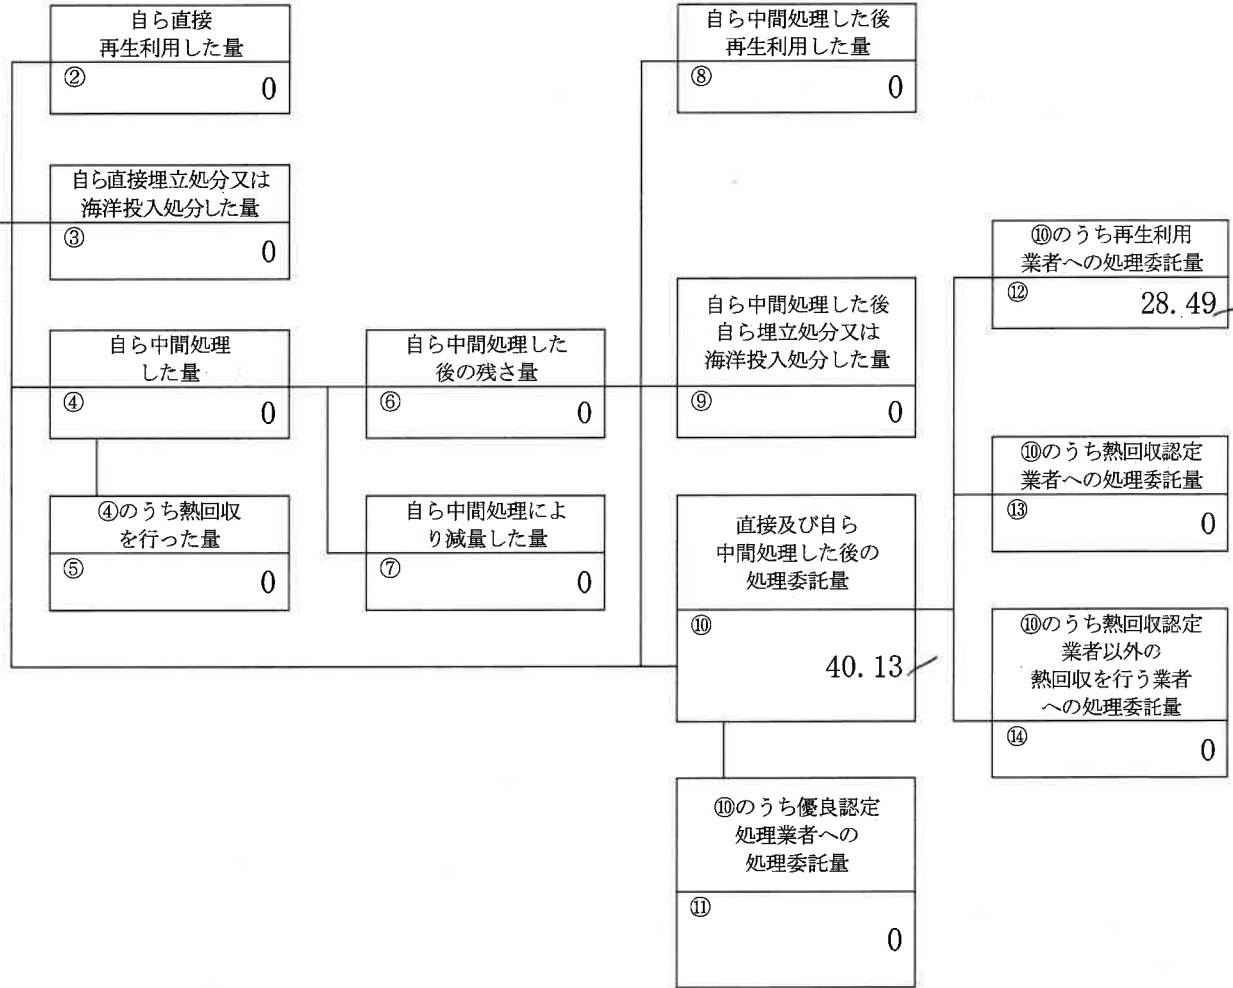 自ら直接
再生利用した量
②
0
自ら直接埋立処分又は
海洋投入処分した量
③
0
自ら中間処理
した量
④
0
④のうち熱回収
を行った量
⑤
0
自ら中間処理した
後の残さ量
⑥
0
自ら中間処理によ
り減量した量
⑦
0
自ら中間処理した後
再生利用した量
⑧
0
自ら中間処理した後
自ら埋立処分又は
海洋投入処分した量
⑨
0
直接及び自ら
中間処理した後の
処理委託量
⑩
40.13
⑩のうち優良認定
処理業者への
処理委託量
⑪
0
⑩のうち再生利用
業者への処理委託量
⑫
28.49
⑩のうち熱回収認定
業者への処理委託量
⑬
0
⑩のうち熱回収認定
業者以外の
熱回収を行う業者
への処理委託量
⑭
0